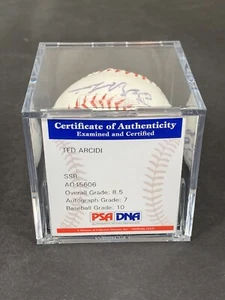 Certificate of Authenticity
Examined and Certified
TED ARCIDI
SSB
AO15606
Overall Grade: 8.5
Autograph Grade: 7
Baseball Grade: 10
PSA DNA